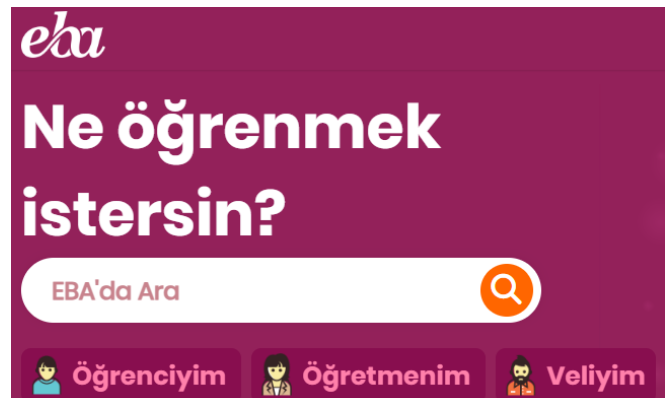 eba
Ne öğrenmek
istersin?
EBA'da Ara
Öğrenciyim Öğretmenim Veliyim